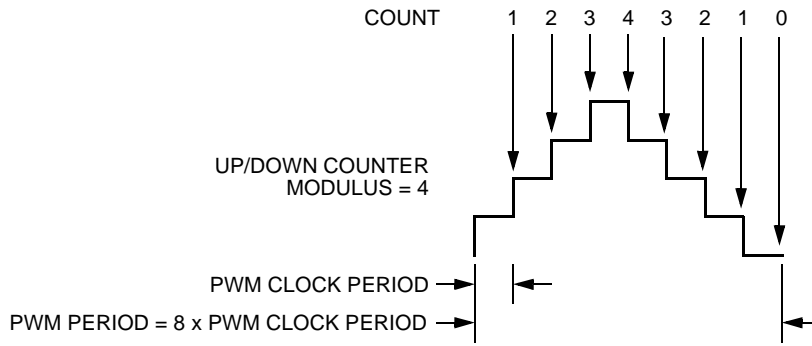 COUNT 1 2 3 4 3 2 1 0
UP/DOWN COUNTER
MODULUS = 4
PWM CLOCK PERIOD
PWM PERIOD = 8 x PWM CLOCK PERIOD